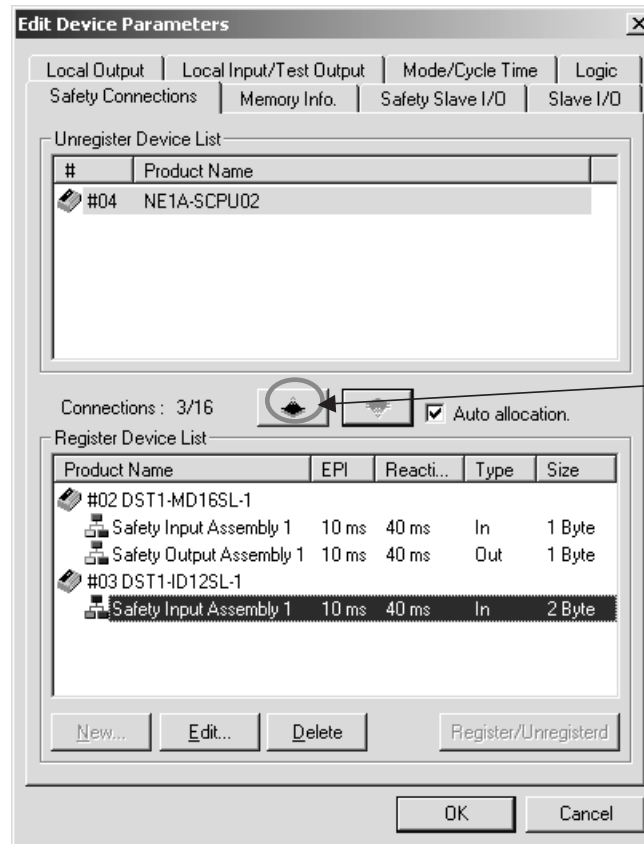 Edit Device Parameters
Local Output Local Input/Test Output Mode/Cycle Time Logic
Safety Connections Memory Info. Safety Slave I/O Slave I/O
Unregister Device List
# Product Name
#04 NE1A-SCPU02
Connections : 3/16 Auto allocation.
Register Device List
Product Name EPI Reacti... Type Size
#02 DST1-MD16SL-1
Safety Input Assembly 1 10 ms 40 ms In 1 Byte
Safety Output Assembly 1 10 ms 40 ms Out 1 Byte
#03 DST1-ID12SL-1
Safety Input Assembly 1 10 ms 40 ms In 2 Byte
New... Edit... Delete Register/Unregisterd
OK Cancel